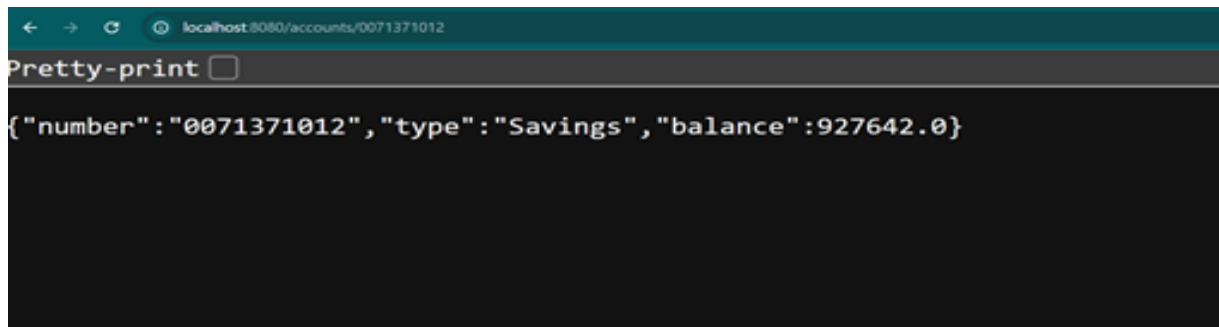 localhost:8080/accounts/0071371012
Pretty-print
{"number":"0071371012","type":"Savings","balance":927642.0}